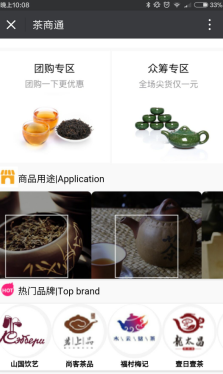 晚上10:08
33%
茶商通
团购专区
众筹专区
团购一下更优惠
全场尖货仅一元
商品用途|Application
HOT
热门品牌|Top brand
山国饮艺
尚客茶品
福村梅记
壹日壹茶